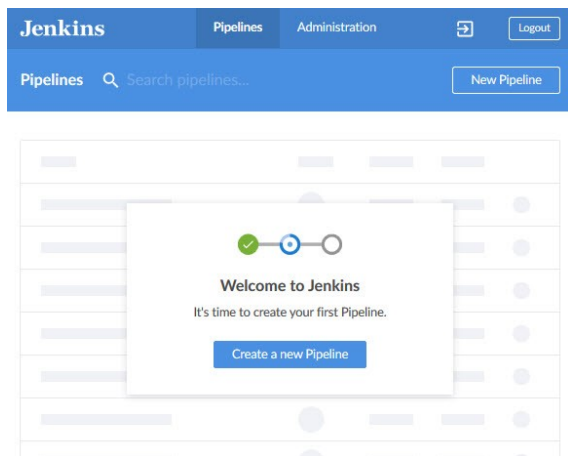 Jenkins Pipelines Administration Logout
Pipelines Search pipelines... New Pipeline
Welcome to Jenkins
It's time to create your first Pipeline.
Create a new Pipeline